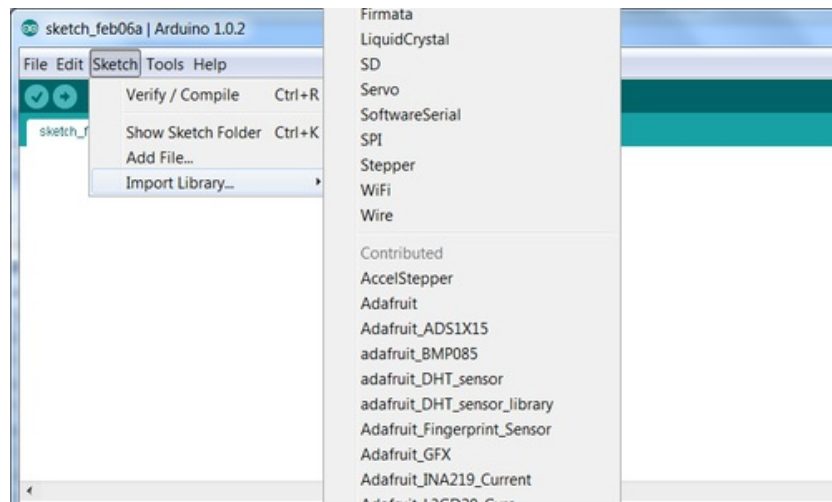 sketch_feb06a | Arduino 1.0.2
File Edit Sketch Tools Help
sketch_f
Verify / Compile Ctrl+R
Show Sketch Folder Ctrl+K
Add File...
Import Library...
Firmata
LiquidCrystal
SD
Servo
SoftwareSerial
SPI
Stepper
WiFi
Wire
Contributed
AccelStepper
Adafruit
Adafruit_ADS1X15
adafruit_BMP085
adafruit_DHT_sensor
adafruit_DHT_sensor_library
Adafruit_Fingerprint_Sensor
Adafruit_GFX
Adafruit_INA219_Current